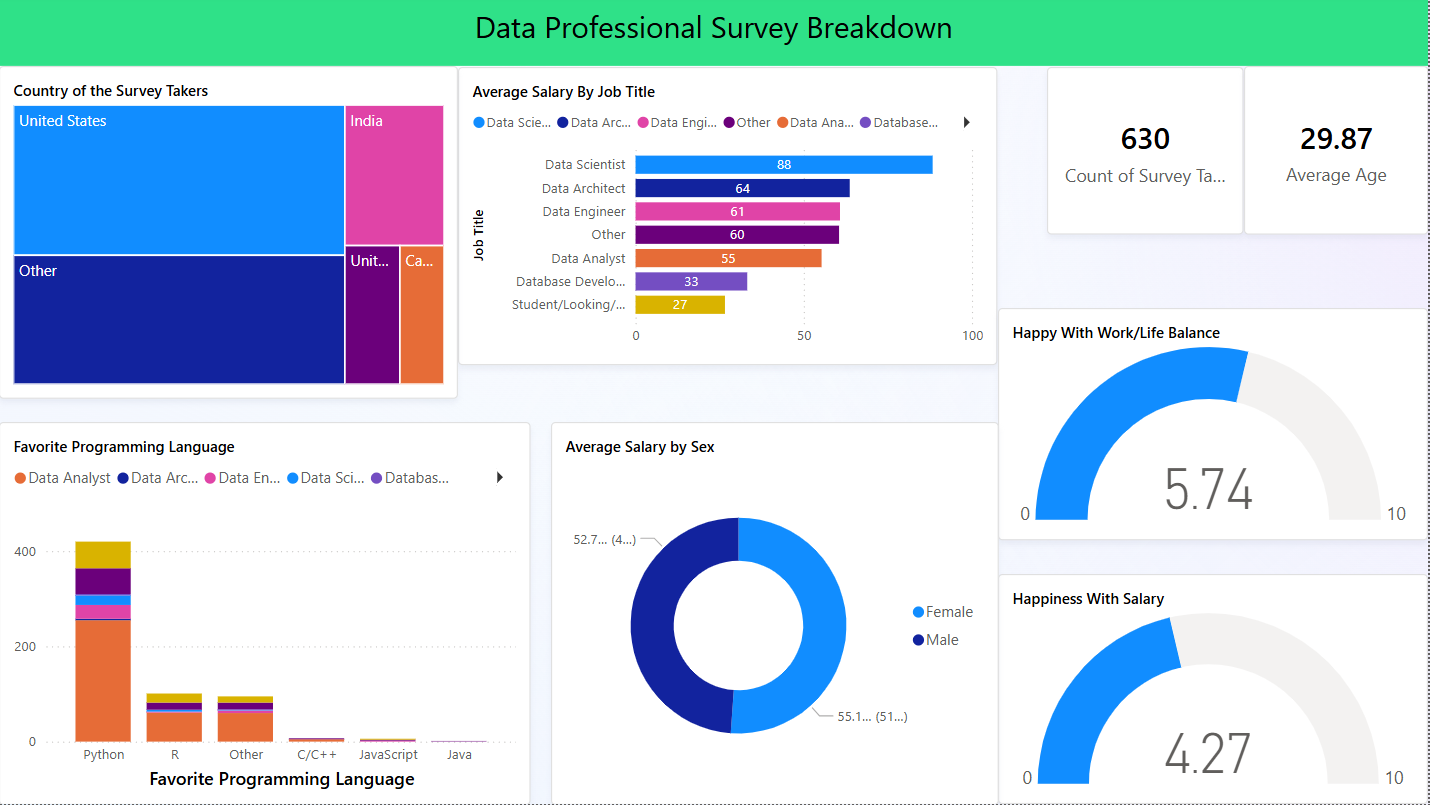 Data Professional Survey Breakdown
Country of the Survey Takers
United States
India
Other
Unit...
Ca...
Average Salary By Job Title
Data Scie... Data Arc... Data Engi... Other Data Ana... Database...
Job Title
Data Scientist 88
Data Architect 64
Data Engineer 61
Other 60
Data Analyst 55
Database Develo... 33
Student/Looking/... 27
0 50 100
630
Count of Survey Ta...
29.87
Average Age
Happy With Work/Life Balance
5.74
0 10
Favorite Programming Language
Data Analyst Data Arc... Data En... Data Sci... Databas...
400
200
0
Python R Other C/C++ JavaScript Java
Favorite Programming Language
Average Salary by Sex
52.7... (4...)
55.1... (51...)
Female
Male
Happiness With Salary
4.27
0 10